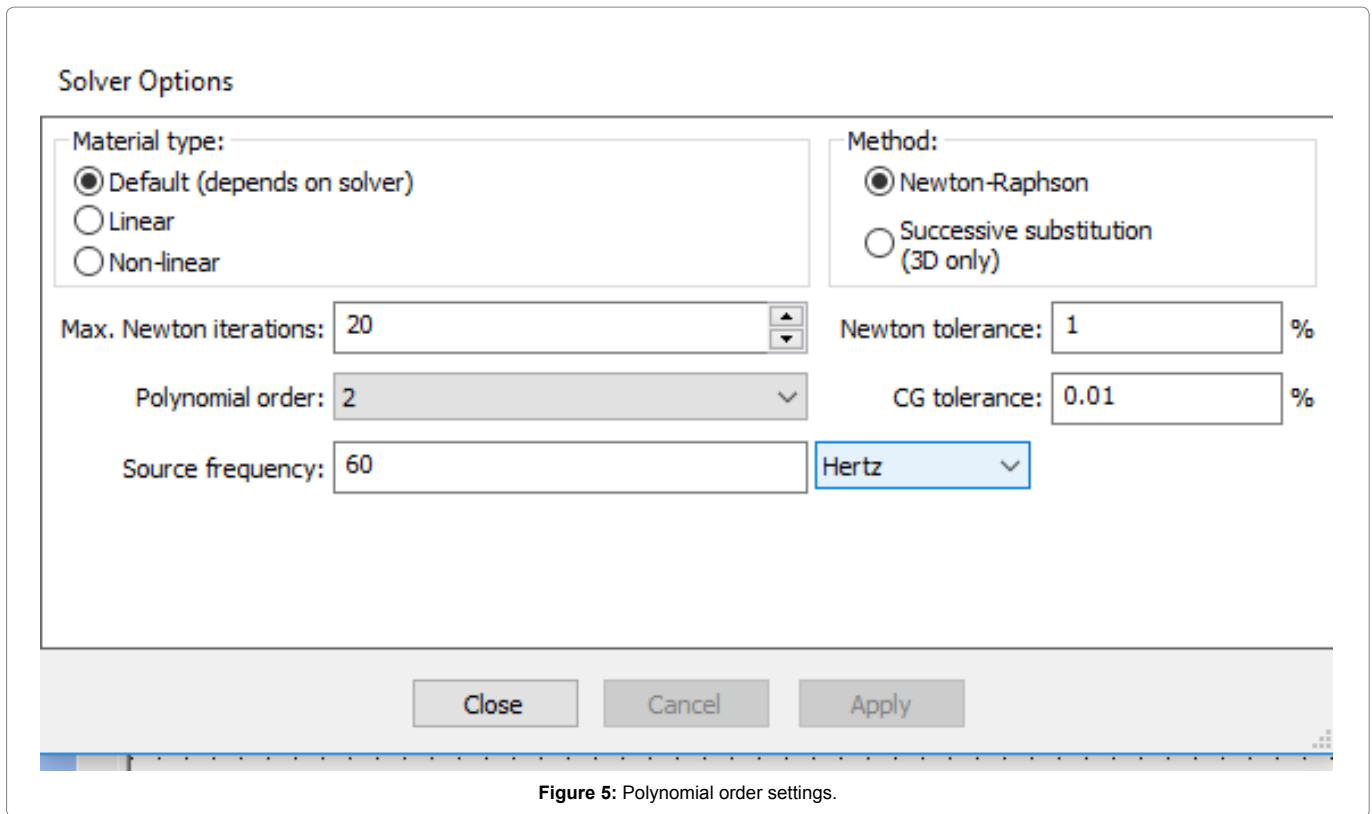 Solver Options
Material type:
Default (depends on solver)
Linear
Non-linear
Method:
Newton-Raphson
Successive substitution
(3D only)
Max. Newton iterations: 20
Newton tolerance: 1 %
Polynomial order: 2
CG tolerance: 0.01 %
Source frequency: 60 Hertz
Close Cancel Apply
Figure 5: Polynomial order settings.